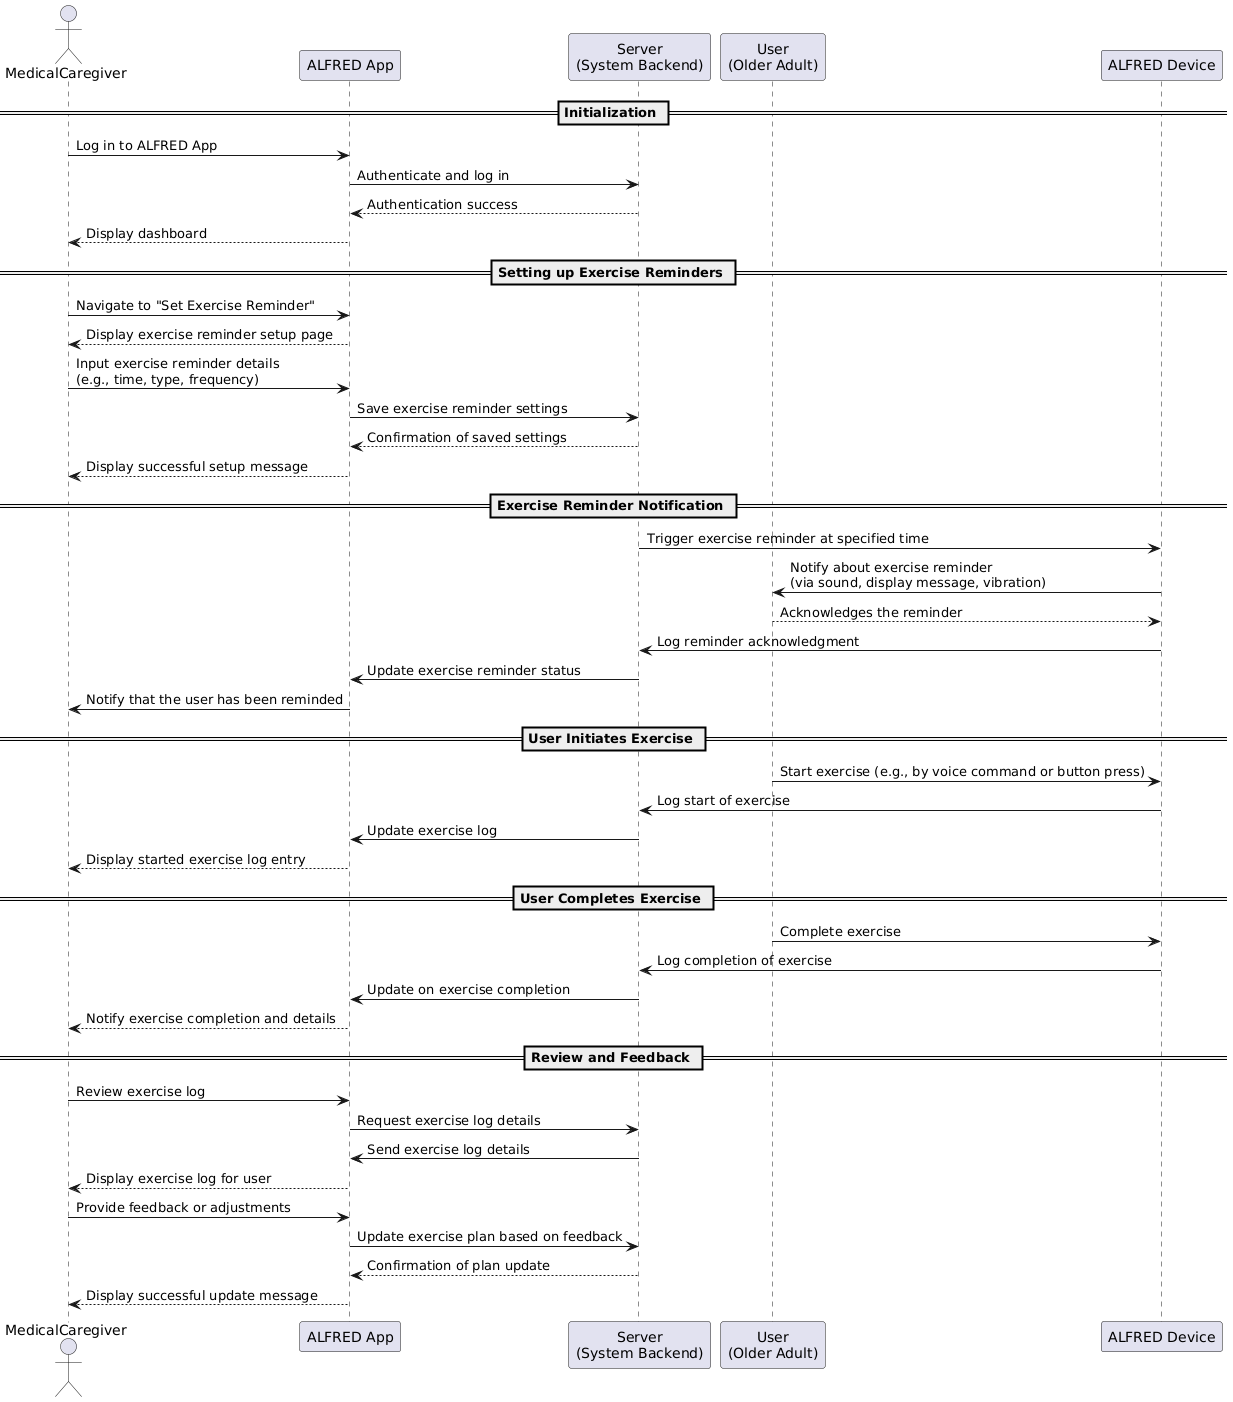 MedicalCaregiver
ALFRED App
Server
(System Backend)
User
(Older Adult)
ALFRED Device
Initialization
Log in to ALFRED App
Authenticate and log in
Authentication success
Display dashboard
Setting up Exercise Reminders
Navigate to "Set Exercise Reminder"
Display exercise reminder setup page
Input exercise reminder details
(e.g., time, type, frequency)
Save exercise reminder settings
Confirmation of saved settings
Display successful setup message
Exercise Reminder Notification
Trigger exercise reminder at specified time
Notify about exercise reminder
(via sound, display message, vibration)
Acknowledges the reminder
Log reminder acknowledgment
Update exercise reminder status
Notify that the user has been reminded
User Initiates Exercise
Start exercise (e.g., by voice command or button press)
Log start of exercise
Update exercise log
Display started exercise log entry
User Completes Exercise
Complete exercise
Log completion of exercise
Update on exercise completion
Notify exercise completion and details
Review and Feedback
Review exercise log
Request exercise log details
Send exercise log details
Display exercise log for user
Provide feedback or adjustments
Update exercise plan based on feedback
Confirmation of plan update
Display successful update message
MedicalCaregiver
ALFRED App
Server
(System Backend)
User
(Older Adult)
ALFRED Device